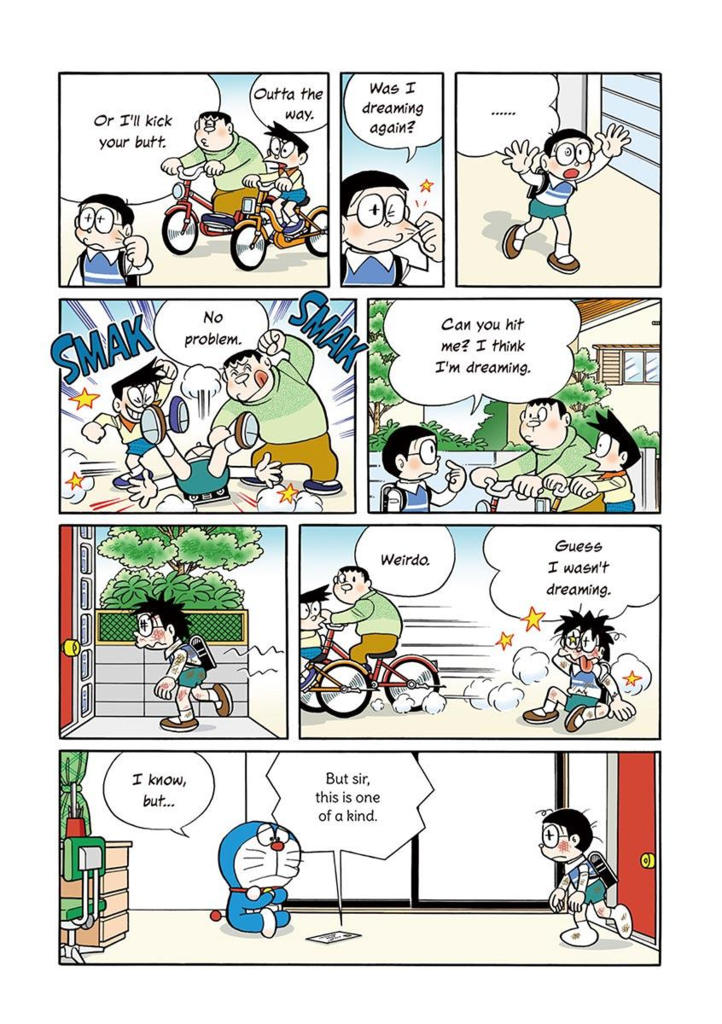 ......
Was I
dreaming
again?
Outta the
way.
Or I'll kick
your butt.
Can you hit
me? I think
I'm dreaming.
SMAK
No
problem.
SMAK
Guess
I wasn't
dreaming.
Weirdo.
But sir,
this is one
of a kind.
I know,
but...